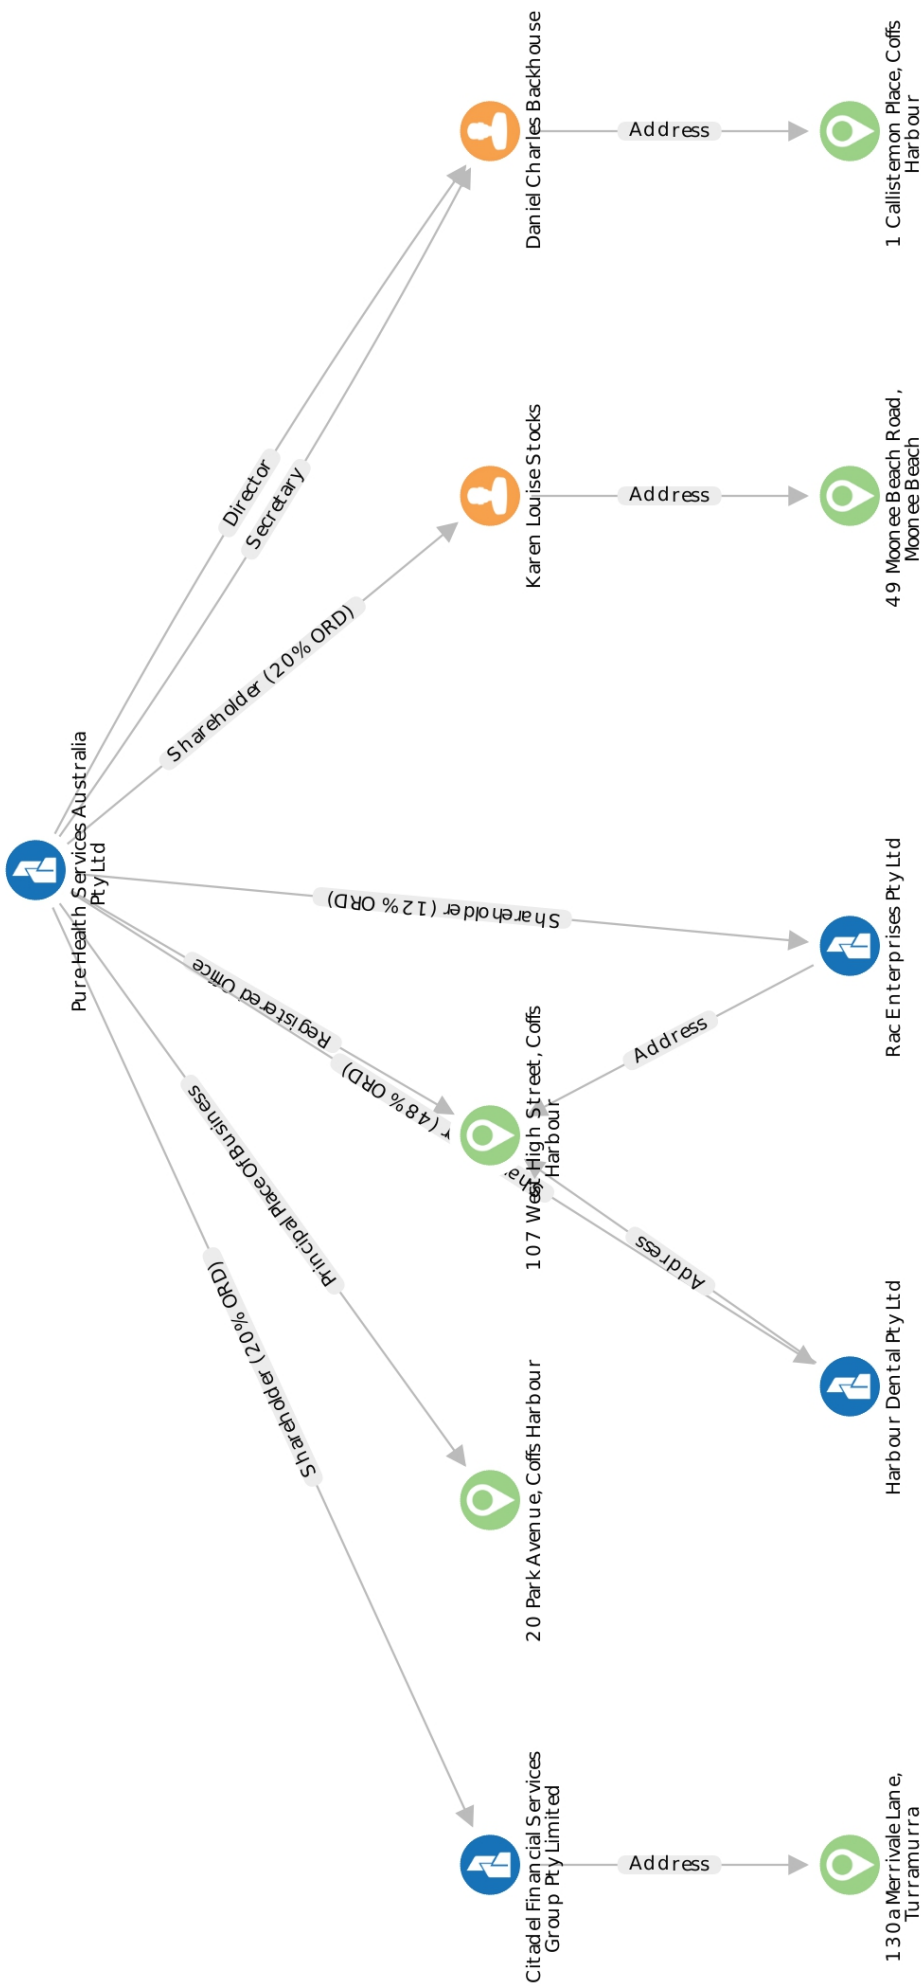 Pure Health Services Australia
Pty Ltd
Shareholder (20% ORD)
Principal Place Of Business
Registered Office
(48% ORD)
Shareholder (12% ORD)
Shareholder (20% ORD)
Secretary
Director
Citadel Financial Services
Group Pty Limited
20 Park Avenue, Coffs Harbour
107 West High Street, Coffs
Harbour
Karen Louise Stocks
Daniel Charles Backhouse
Address
Address
Address
Address
Address
130a Merrivale Lane,
Turramurra
Harbour Dental Pty Ltd
Rac Enterprises Pty Ltd
49 Moonee Beach Road,
Moonee Beach
1 Callistemon Place, Coffs
Harbour